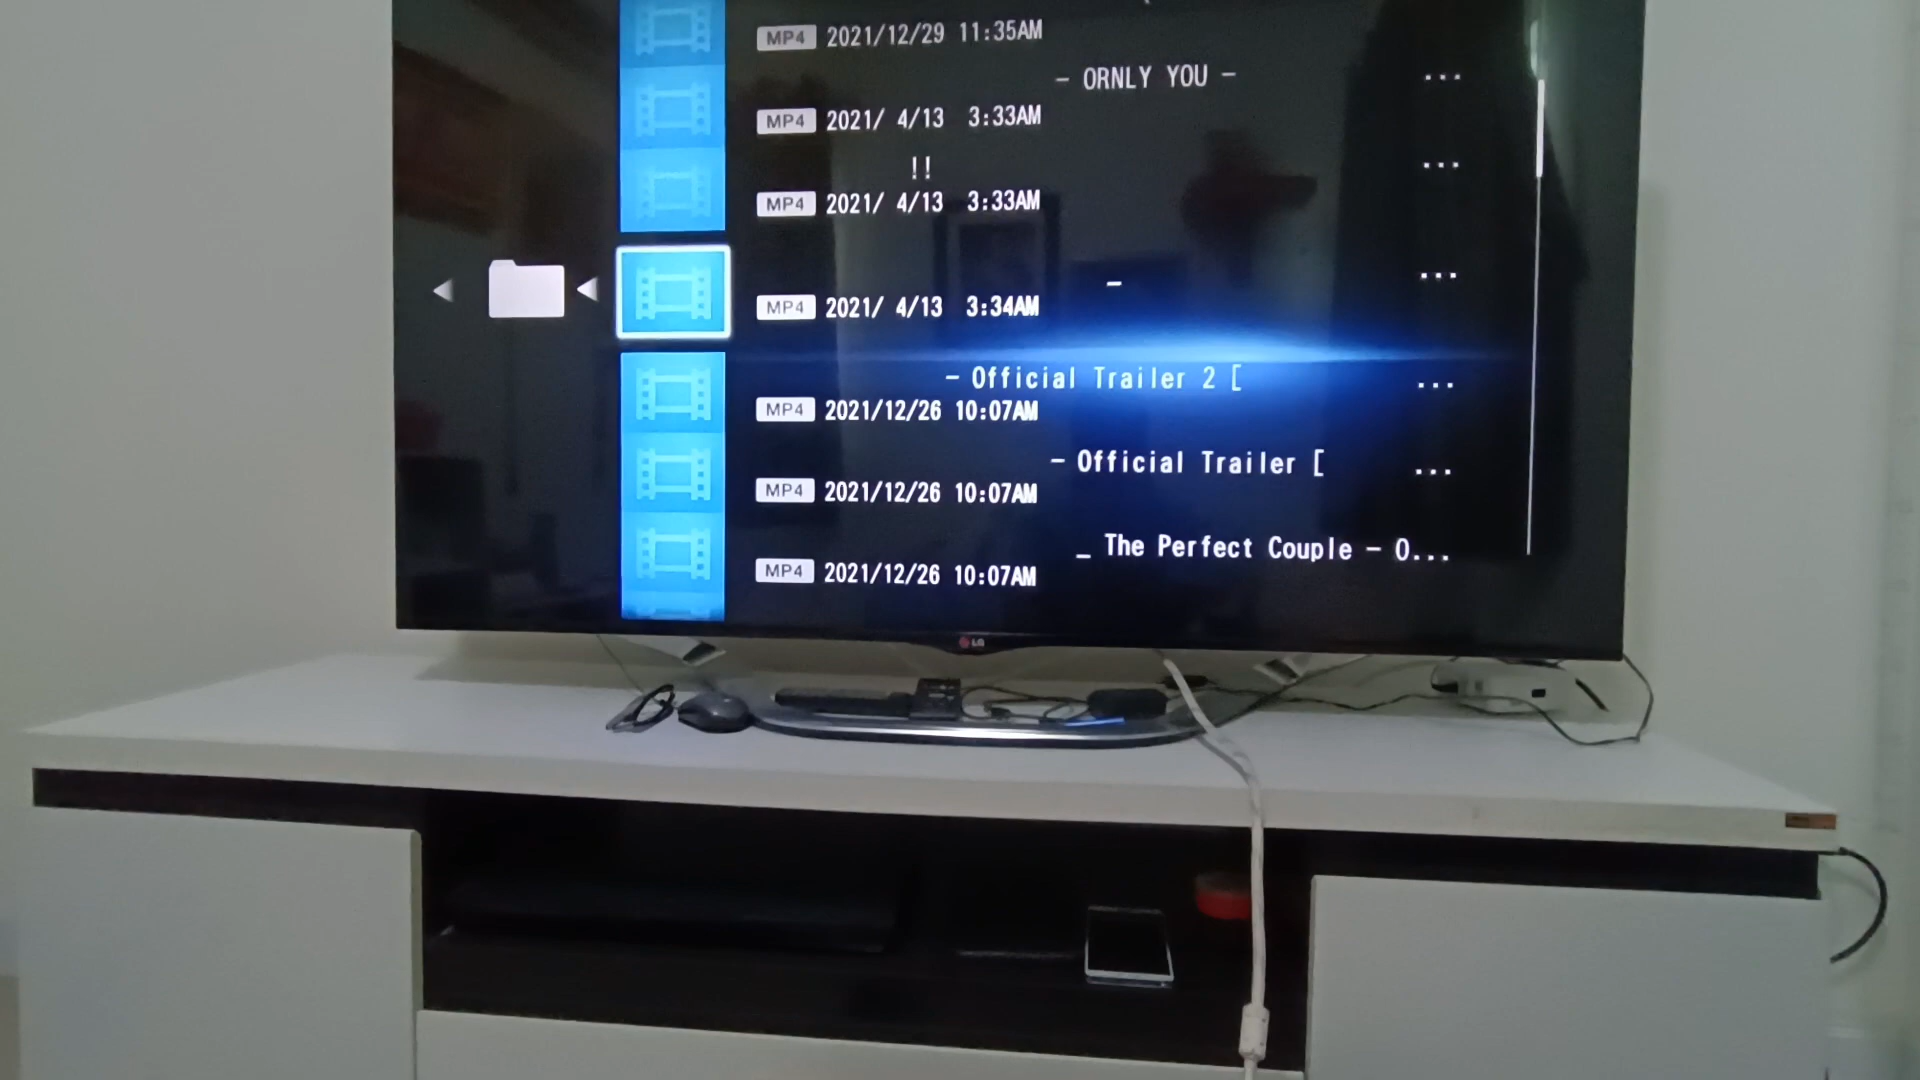 MP4 2021/12/29 11:35AM
- ORNLY YOU - ...
MP4 2021/ 4/13 3:33AM
!! ...
MP4 2021/ 4/13 3:33AM
- ...
MP4 2021/ 4/13 3:34AM
- Official Trailer 2 [ ...
MP4 2021/12/26 10:07AM
- Official Trailer [ ...
MP4 2021/12/26 10:07AM
_ The Perfect Couple - O...
MP4 2021/12/26 10:07AM
LG